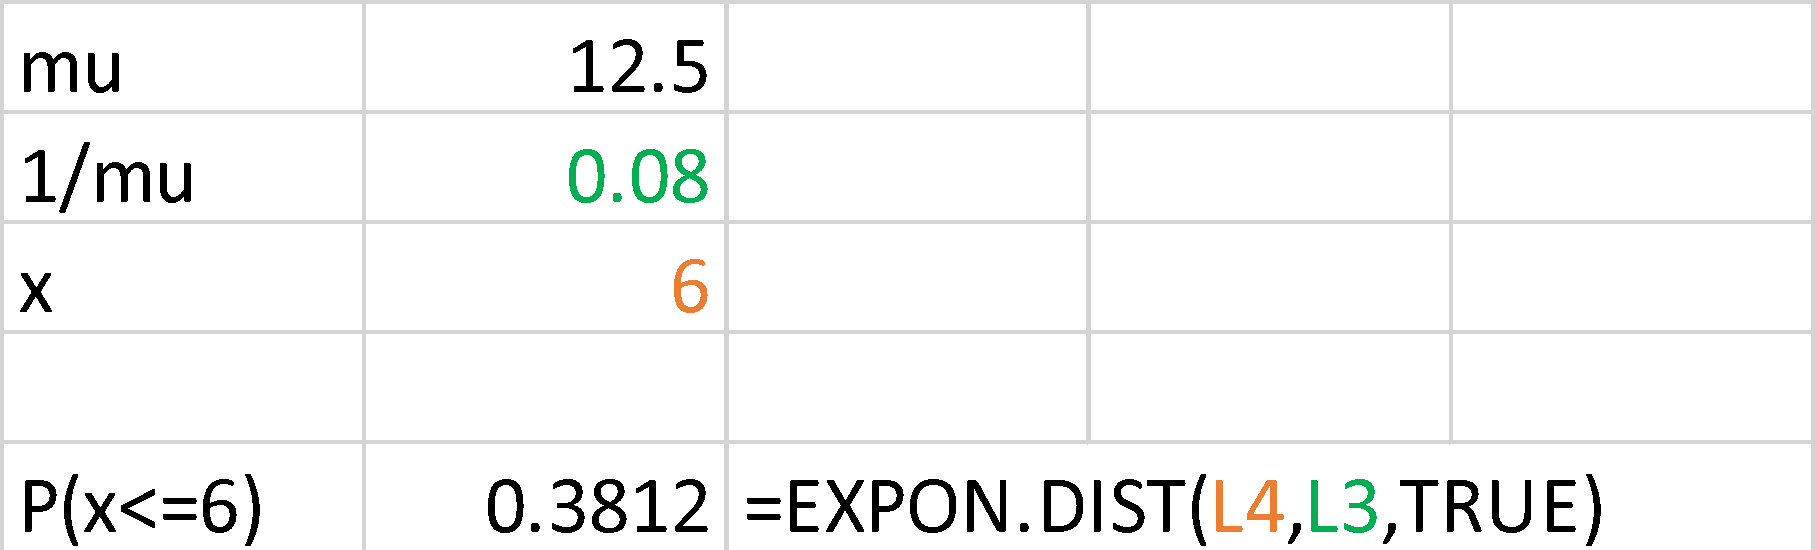 mu 12.5
1/mu 0.08
x 6
P(x<=6) 0.3812 =EXPON.DIST(L4,L3,TRUE)